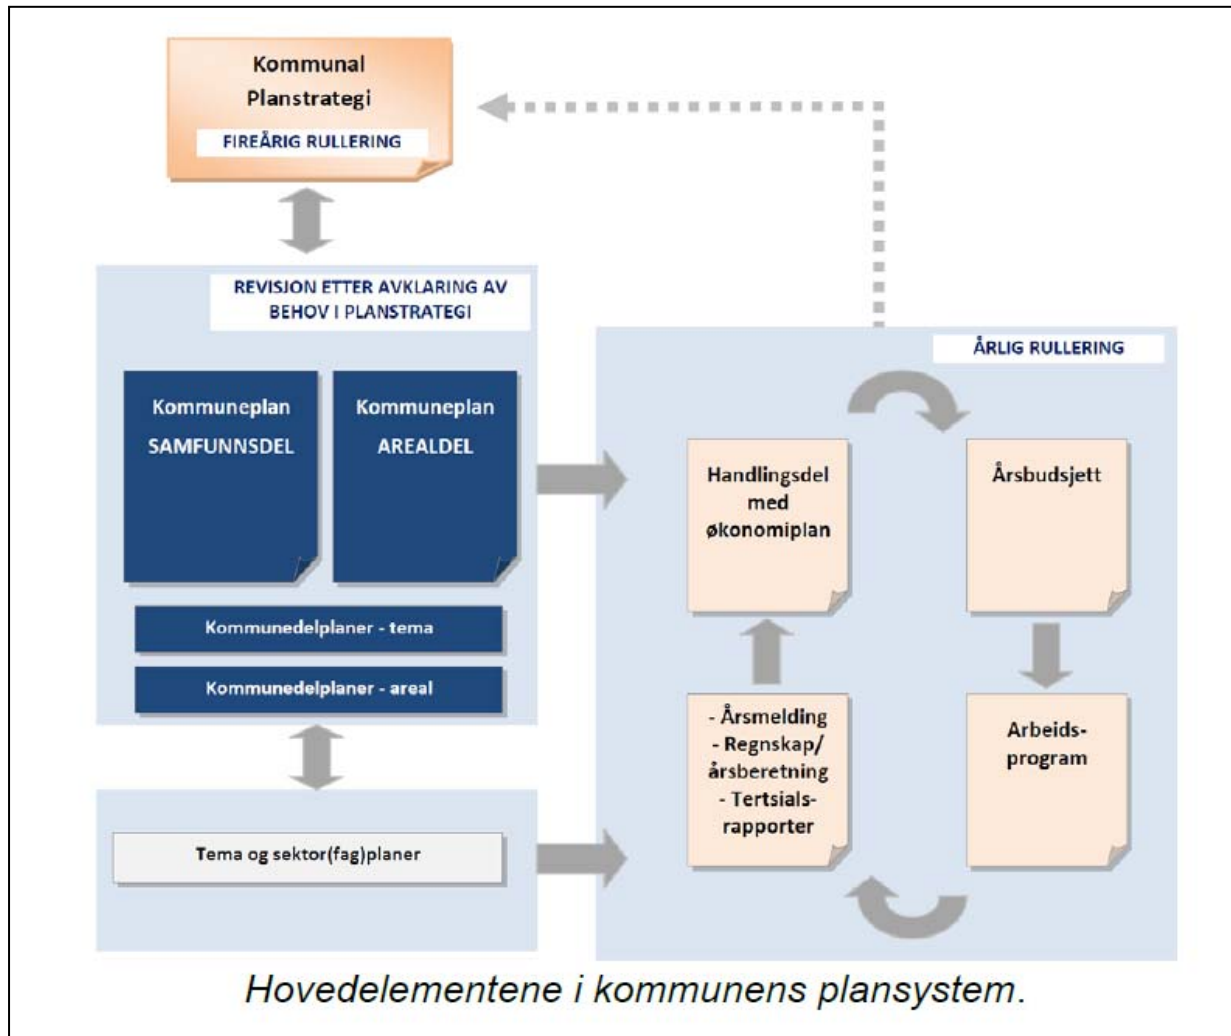 Kommunal
Planstrategi
FIREÅRIG RULLERING
REVISJON ETTER AVKLARING AV
BEHOV I PLANSTRATEGI
Kommuneplan
SAMFUNNSDEL
Kommuneplan
AREALDEL
Kommunedelplaner - tema
Kommunedelplaner - areal
Tema og sektor(fag)planer
ÅRLIG RULLERING
Handlingsdel
med
økonomiplan
Årsbudsjett
- Årsmelding
- Regnskap/
årsberetning
- Tertsials-
rapporter
Arbeids-
program
Hovedelementene i kommunens plansystem.